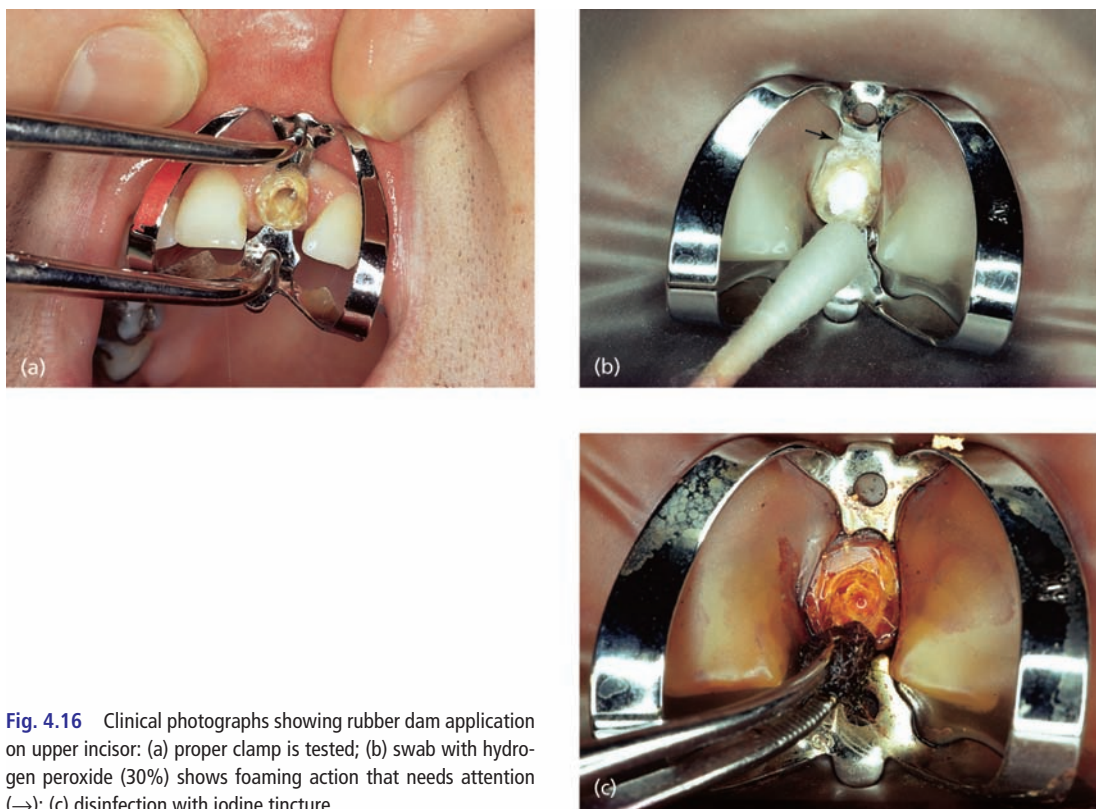 (a)
(b)
(c)
Fig. 4.16 Clinical photographs showing rubber dam application
on upper incisor: (a) proper clamp is tested; (b) swab with hydro-
gen peroxide (30%) shows foaming action that needs attention
(→); (c) disinfection with iodine tincture.